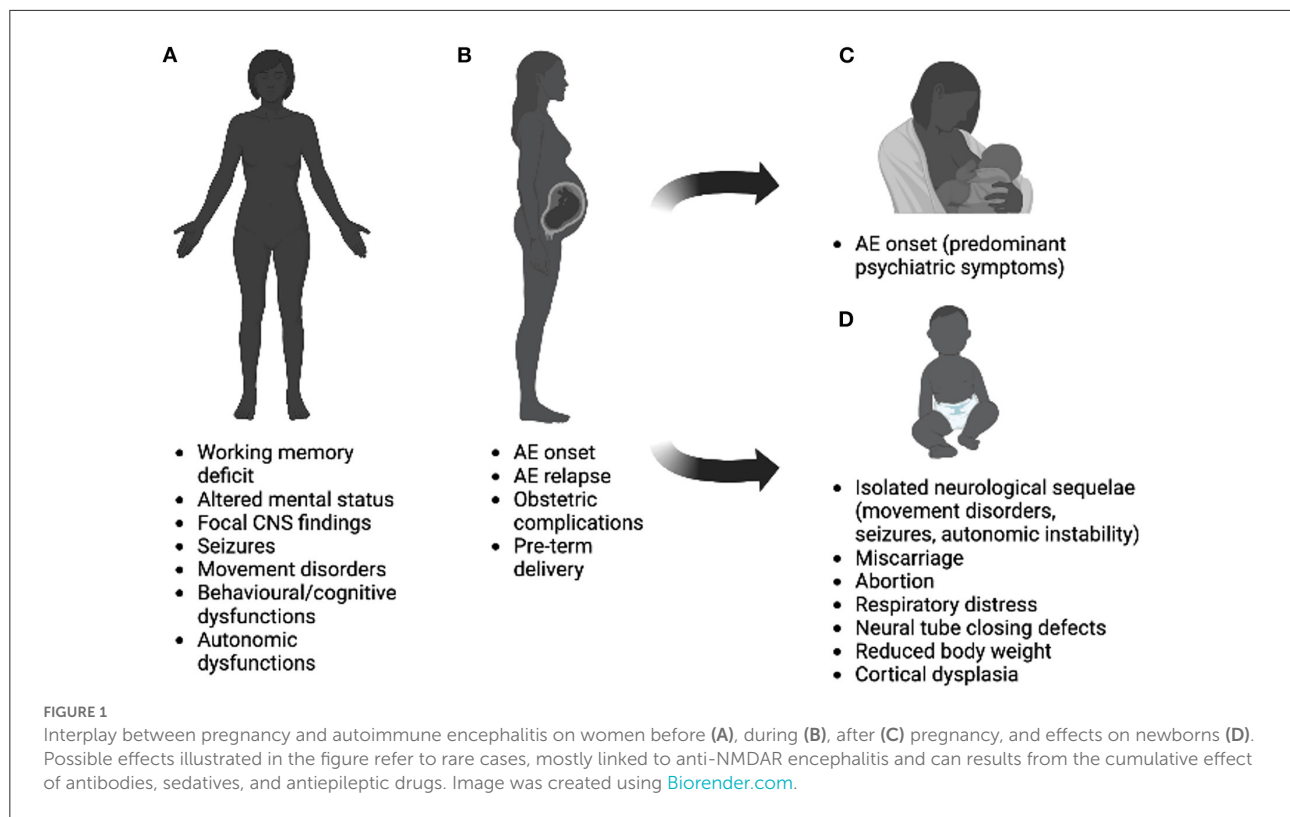 A
B
C
• Working memory
deficit
• Altered mental status
• Focal CNS findings
• Seizures
• Movement disorders
• Behavioural/cognitive
dysfunctions
• Autonomic
dysfunctions
• AE onset
• AE relapse
• Obstetric
complications
• Pre-term
delivery
• AE onset (predominant
psychiatric symptoms)
D
• Isolated neurological sequelae
(movement disorders,
seizures, autonomic instability)
• Miscarriage
• Abortion
• Respiratory distress
• Neural tube closing defects
• Reduced body weight
• Cortical dysplasia
FIGURE 1
Interplay between pregnancy and autoimmune encephalitis on women before (A), during (B), after (C) pregnancy, and effects on newborns (D).
Possible effects illustrated in the figure refer to rare cases, mostly linked to anti-NMDAR encephalitis and can results from the cumulative effect
of antibodies, sedatives, and antiepileptic drugs. Image was created using Biorender.com.